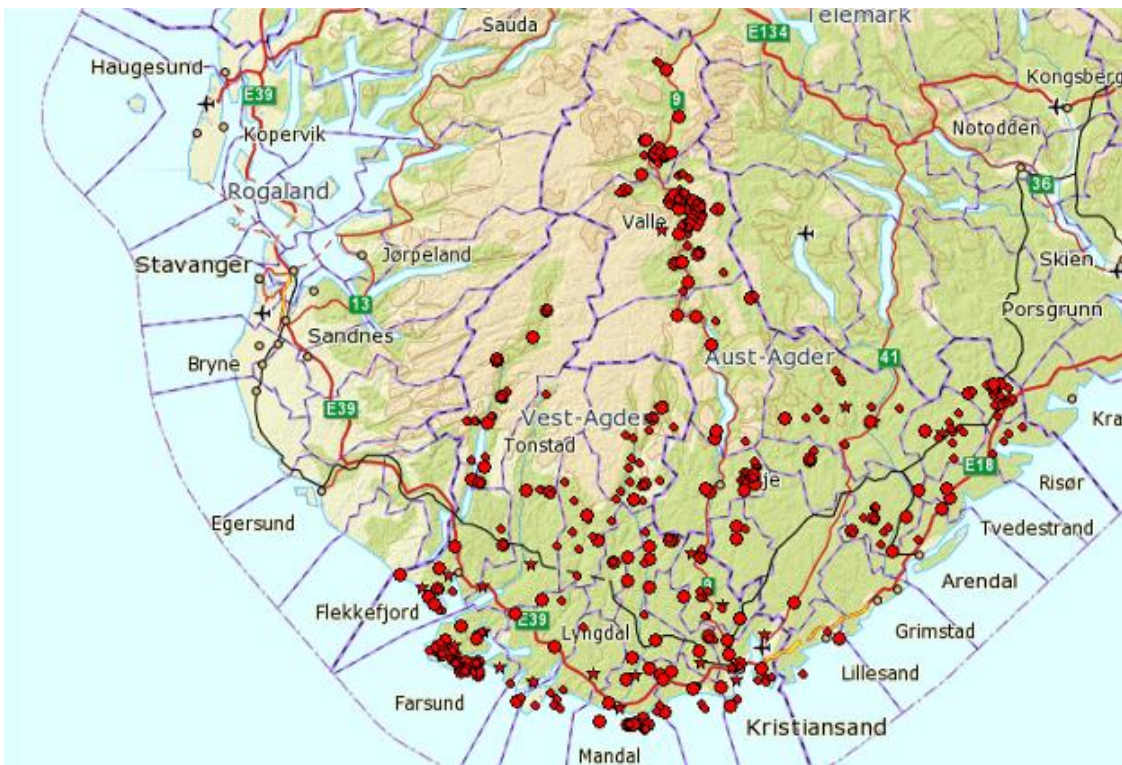 Telemark
Sauda
E134
Haugesund
Kongsberg
E39
9
Kopervik
Notodden
Rogaland
36
Valle
Jørpeland
Stavanger
Skien
13
Porsgrunn
Sandnes
Bryne
Aust-Agder
41
E39
Vest-Agder
Kra
Tonstad
E18
je
Risør
Egersund
Tvedestrand
Arendal
9
Flekkefjord
E39
Lyngdal
Grimstad
Lillesand
Farsund
Kristiansand
Mandal